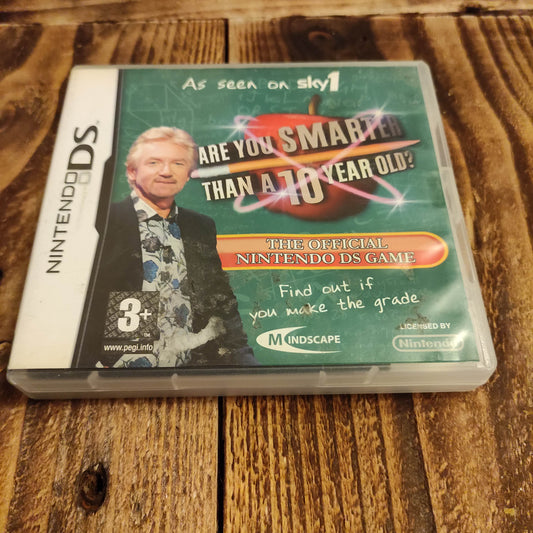 As seen on sky1
NINTENDO DS
ARE YOU SMARTER
THAN A 10 YEAR OLD?
THE OFFICIAL
NINTENDO DS GAME
Find out if
you make the grade
3+
www.pegi.info
MINDSCAPE
LICENSED BY
Nintendo